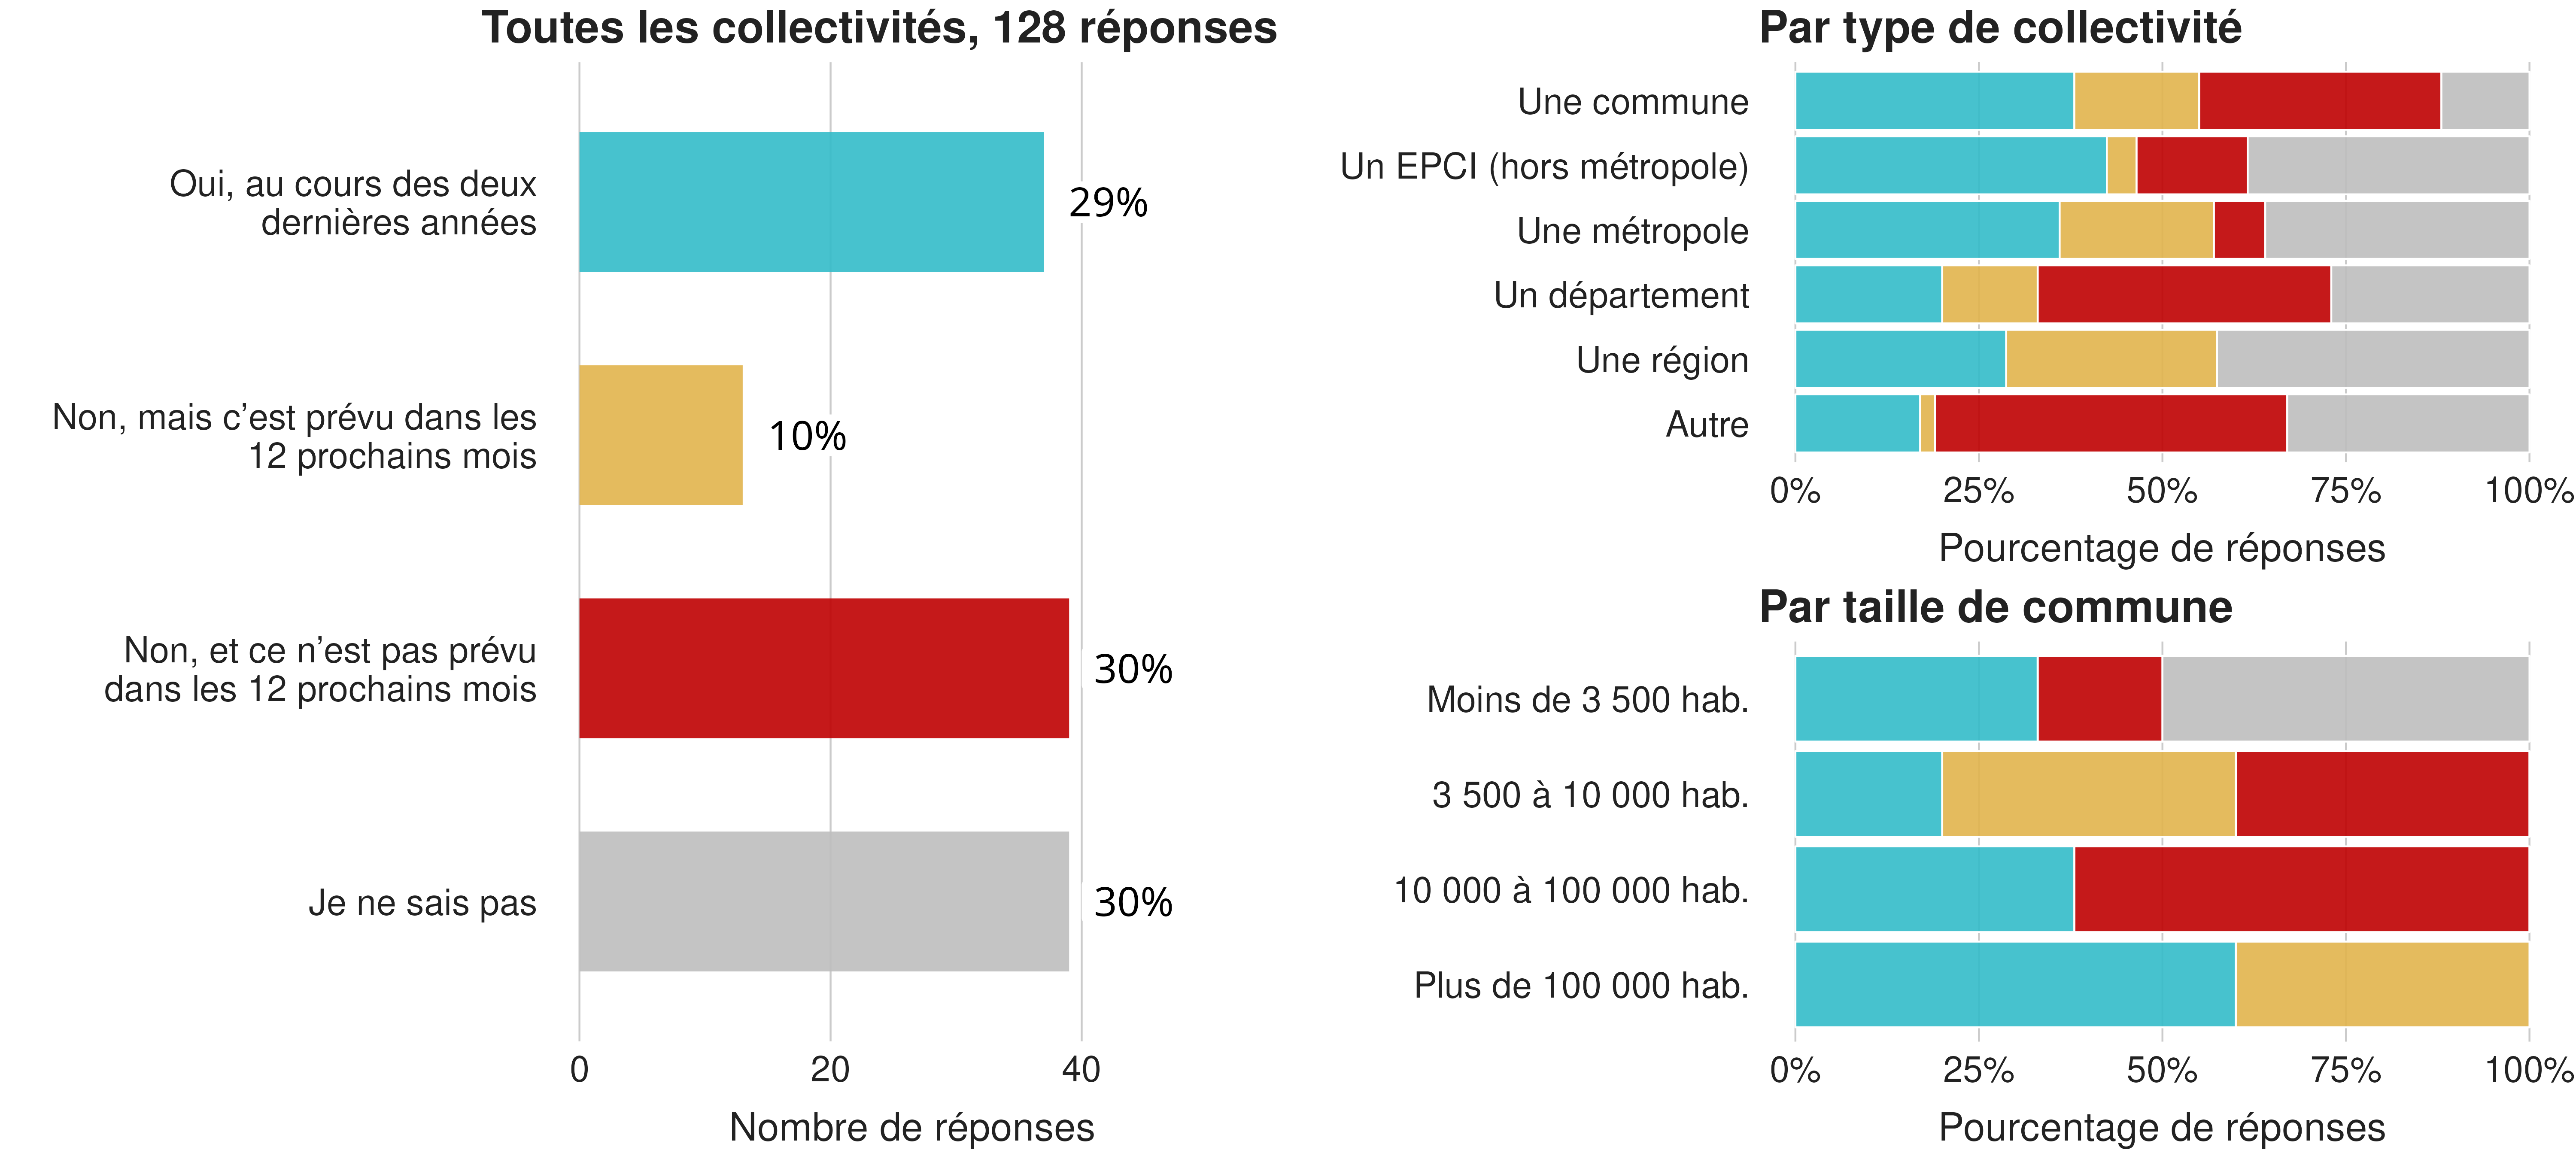 Toutes les collectivités, 128 réponses
Oui, au cours des deux
dernières années
29%
Non, mais c’est prévu dans les
12 prochains mois
10%
Non, et ce n’est pas prévu
dans les 12 prochains mois
30%
Je ne sais pas
30%
0 20 40
Nombre de réponses
Par type de collectivité
Une commune
Un EPCI (hors métropole)
Une métropole
Un département
Une région
Autre
0% 25% 50% 75% 100%
Pourcentage de réponses
Par taille de commune
Moins de 3 500 hab.
3 500 à 10 000 hab.
10 000 à 100 000 hab.
Plus de 100 000 hab.
0% 25% 50% 75% 100%
Pourcentage de réponses